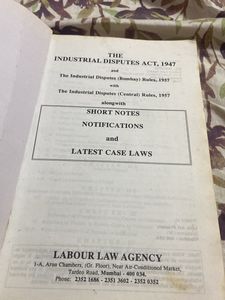 THE
INDUSTRIAL DISPUTES ACT, 1947
and
The Industrial Disputes (Bombay) Rules, 1957
with
The Industrial Disputes (Central) Rules, 1957
alongwith
SHORT NOTES
NOTIFICATIONS
and
LATEST CASE LAWS
LABOUR LAW AGENCY
1-A, Arun Chambers, (Gr. Floor), Near Air-Conditioned Market,
Tardeo Road, Mumbai - 400 034.
Phone: 2352 1686 - 2351 3602 - 2352 0352